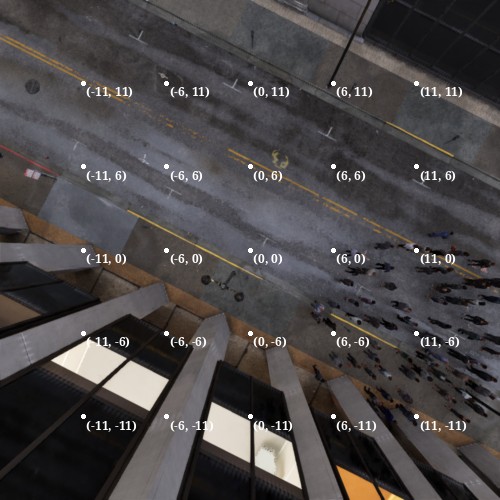 (-11, 11) (-6, 11) (0, 11) (6, 11) (11, 11)
(-11, 6) (-6, 6) (0, 6) (6, 6) (11, 6)
(-11, 0) (-6, 0) (0, 0) (6, 0) (11, 0)
(-11, -6) (-6, -6) (0, -6) (6, -6) (11, -6)
(-11, -11) (-6, -11) (0, -11) (6, -11) (11, -11)